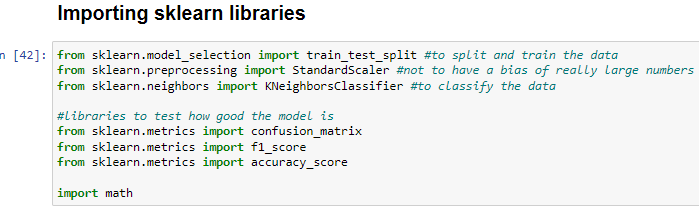 Importing sklearn libraries
n [42]: from sklearn.model_selection import train_test_split #to split and train the data
from sklearn.preprocessing import StandardScaler #not to have a bias of really large numbers
from sklearn.neighbors import KNeighborsClassifier #to classify the data
#libraries to test how good the model is
from sklearn.metrics import confusion_matrix
from sklearn.metrics import f1_score
from sklearn.metrics import accuracy_score
import math